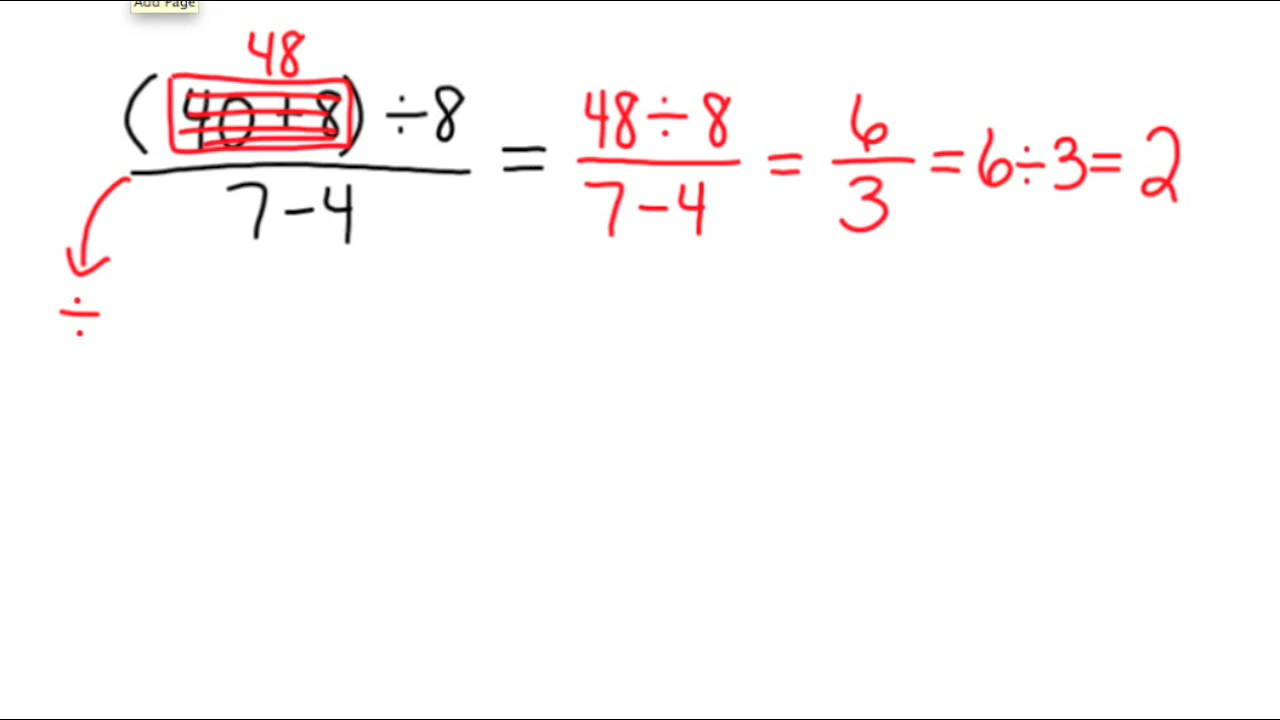 Add Page
48
(40+8) ÷8 / 7-4 = 48÷8 / 7-4 = 6/3 = 6÷3= 2
÷